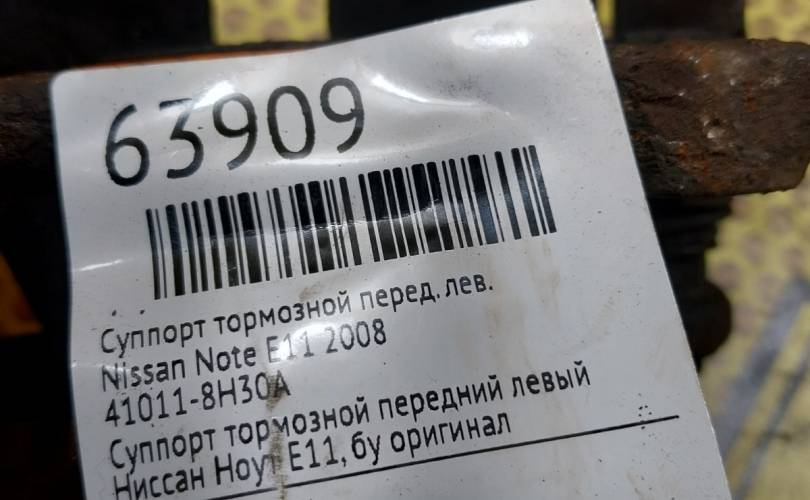 63909
Суппорт тормозной перед. лев.
Nissan Note E11 2008
41011-8H30A
Суппорт тормозной передний левый
Ниссан Ноут Е11, бу оригинал